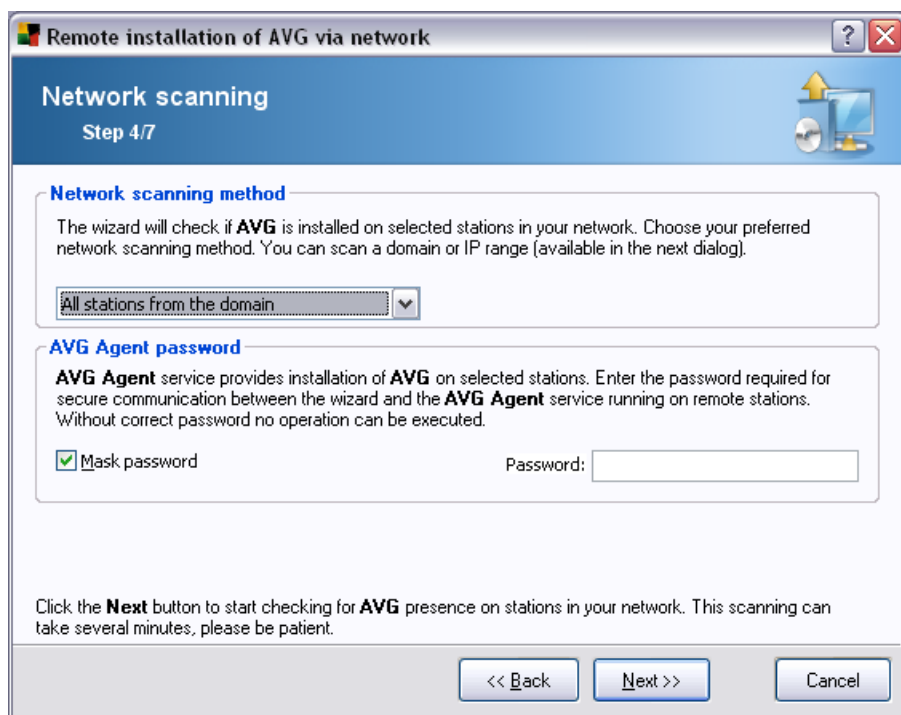 Remote installation of AVG via network
Network scanning
Step 4/7
Network scanning method
The wizard will check if AVG is installed on selected stations in your network. Choose your preferred
network scanning method. You can scan a domain or IP range (available in the next dialog).
All stations from the domain
AVG Agent password
AVG Agent service provides installation of AVG on selected stations. Enter the password required for
secure communication between the wizard and the AVG Agent service running on remote stations.
Without correct password no operation can be executed.
Mask password
Password:
Click the Next button to start checking for AVG presence on stations in your network. This scanning can
take several minutes, please be patient.
<< Back
Next >>
Cancel